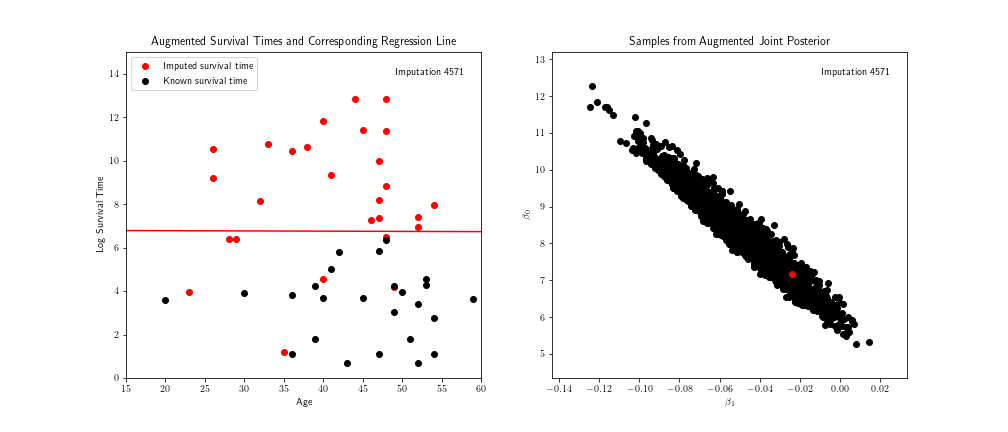 Augmented Survival Times and Corresponding Regression Line
Imputed survival time
Known survival time
Imputation 4571
14
12
10
8
6
4
2
0
Log Survival Time
15 20 25 30 35 40 45 50 55 60
Age
Samples from Augmented Joint Posterior
Imputation 4571
13
12
11
10
9
8
7
6
5
β0
−0.14 −0.12 −0.10 −0.08 −0.06 −0.04 −0.02 0.00 0.02
β1